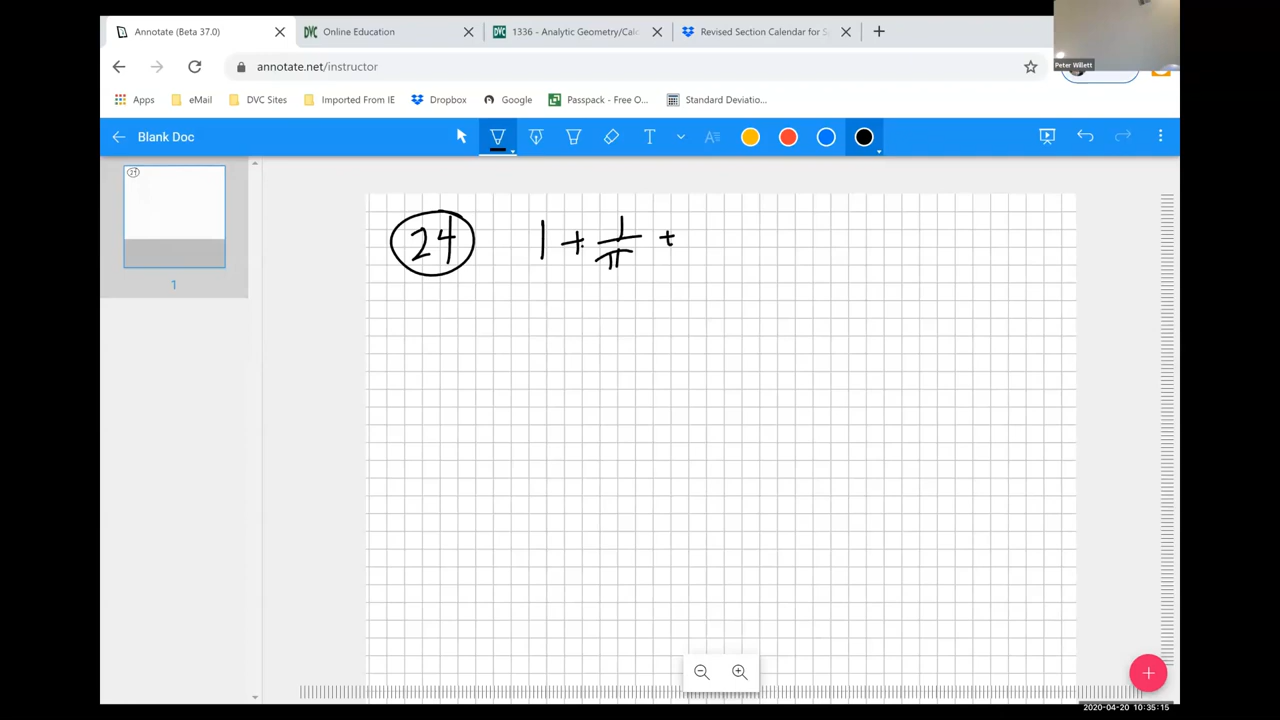 Annotate (Beta 37.0)
Online Education
1336 - Analytic Geometry/Calc
Revised Section Calendar for S
annotate.net/instructor
Peter Willett
Apps
eMail
DVC Sites
Imported From IE
Dropbox
Google
Passpack - Free O...
Standard Deviatio...
Blank Doc
T
24
1
24 1 + 1/π +
2020-04-20 10:35:15